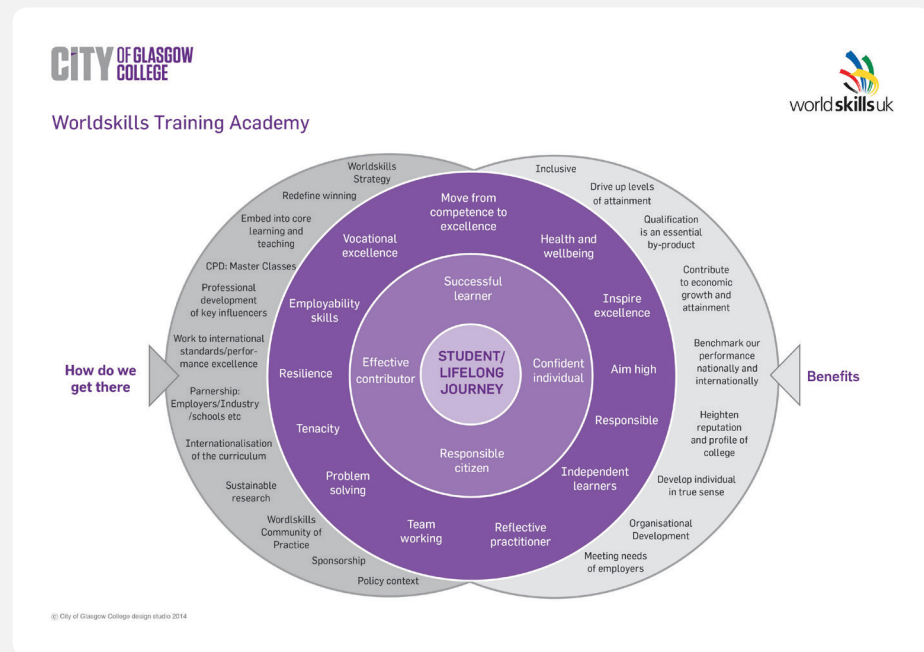 CITY OF GLASGOW
COLLEGE
worldskillsuk
Worldskills Training Academy
How do we
get there
Worldskills
Strategy
Redefine winning
Embed into core
learning and
teaching
CPD: Master Classes
Professional
development
of key influencers
Work to international
standards/perfor-
mance excellence
Parnership:
Employers/Industry
/schools etc
Internationalisation
of the curriculum
Sustainable
research
Wordlskills
Community of
Practice
Sponsorship
Policy context
Move from
competence to
excellence
Vocational
excellence
Employability
skills
Resilience
Tenacity
Problem
solving
Team
working
Reflective
practitioner
Independent
learners
Responsible
Aim high
Inspire
excellence
Health and
wellbeing
Successful
learner
Effective
contributor
STUDENT/
LIFELONG
JOURNEY
Confident
individual
Responsible
citizen
Inclusive
Drive up levels
of attainment
Qualification
is an essential
by-product
Contribute
to economic
growth and
attainment
Benchmark our
performance
nationally and
internationally
Heighten
reputation
and profile of
college
Develop individual
in true sense
Organisational
Development
Meeting needs
of employers
Benefits
© City of Glasgow College design studio 2014